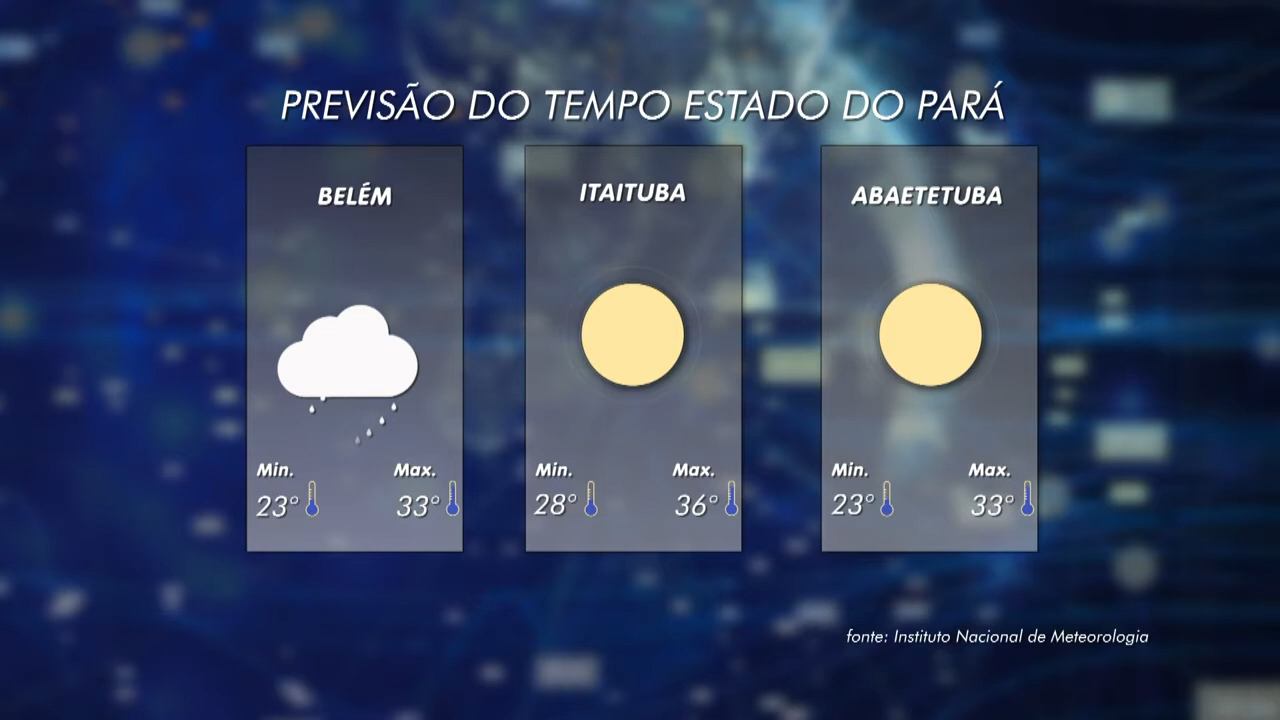 PREVISÃO DO TEMPO ESTADO DO PARÁ
BELÉM
Min. Max.
23° 33°
ITAITUBA
Min. Max.
28° 36°
ABAETETUBA
Min. Max.
23° 33°
fonte: Instituto Nacional de Meteorologia